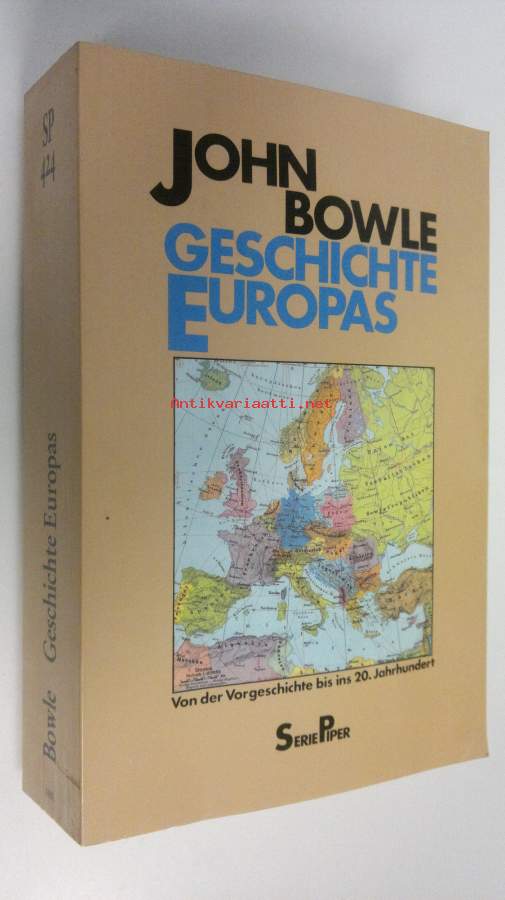 JOHN
BOWLE
GESCHICHTE
EUROPAS
Antikvariaatti.net
Von der Vorgeschichte bis ins 20. Jahrhundert
SERIE PIPER
SP
424
Bowle Geschichte Europas